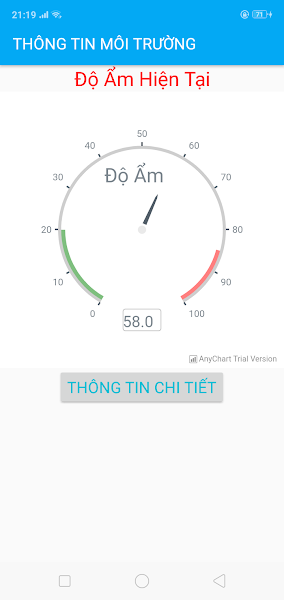 21:19 71
THÔNG TIN MÔI TRƯỜNG
Độ Ẩm Hiện Tại
50
40 60
30 70
Độ Ẩm
20 80
10 90
0 100
58.0
AnyChart Trial Version
THÔNG TIN CHI TIẾT